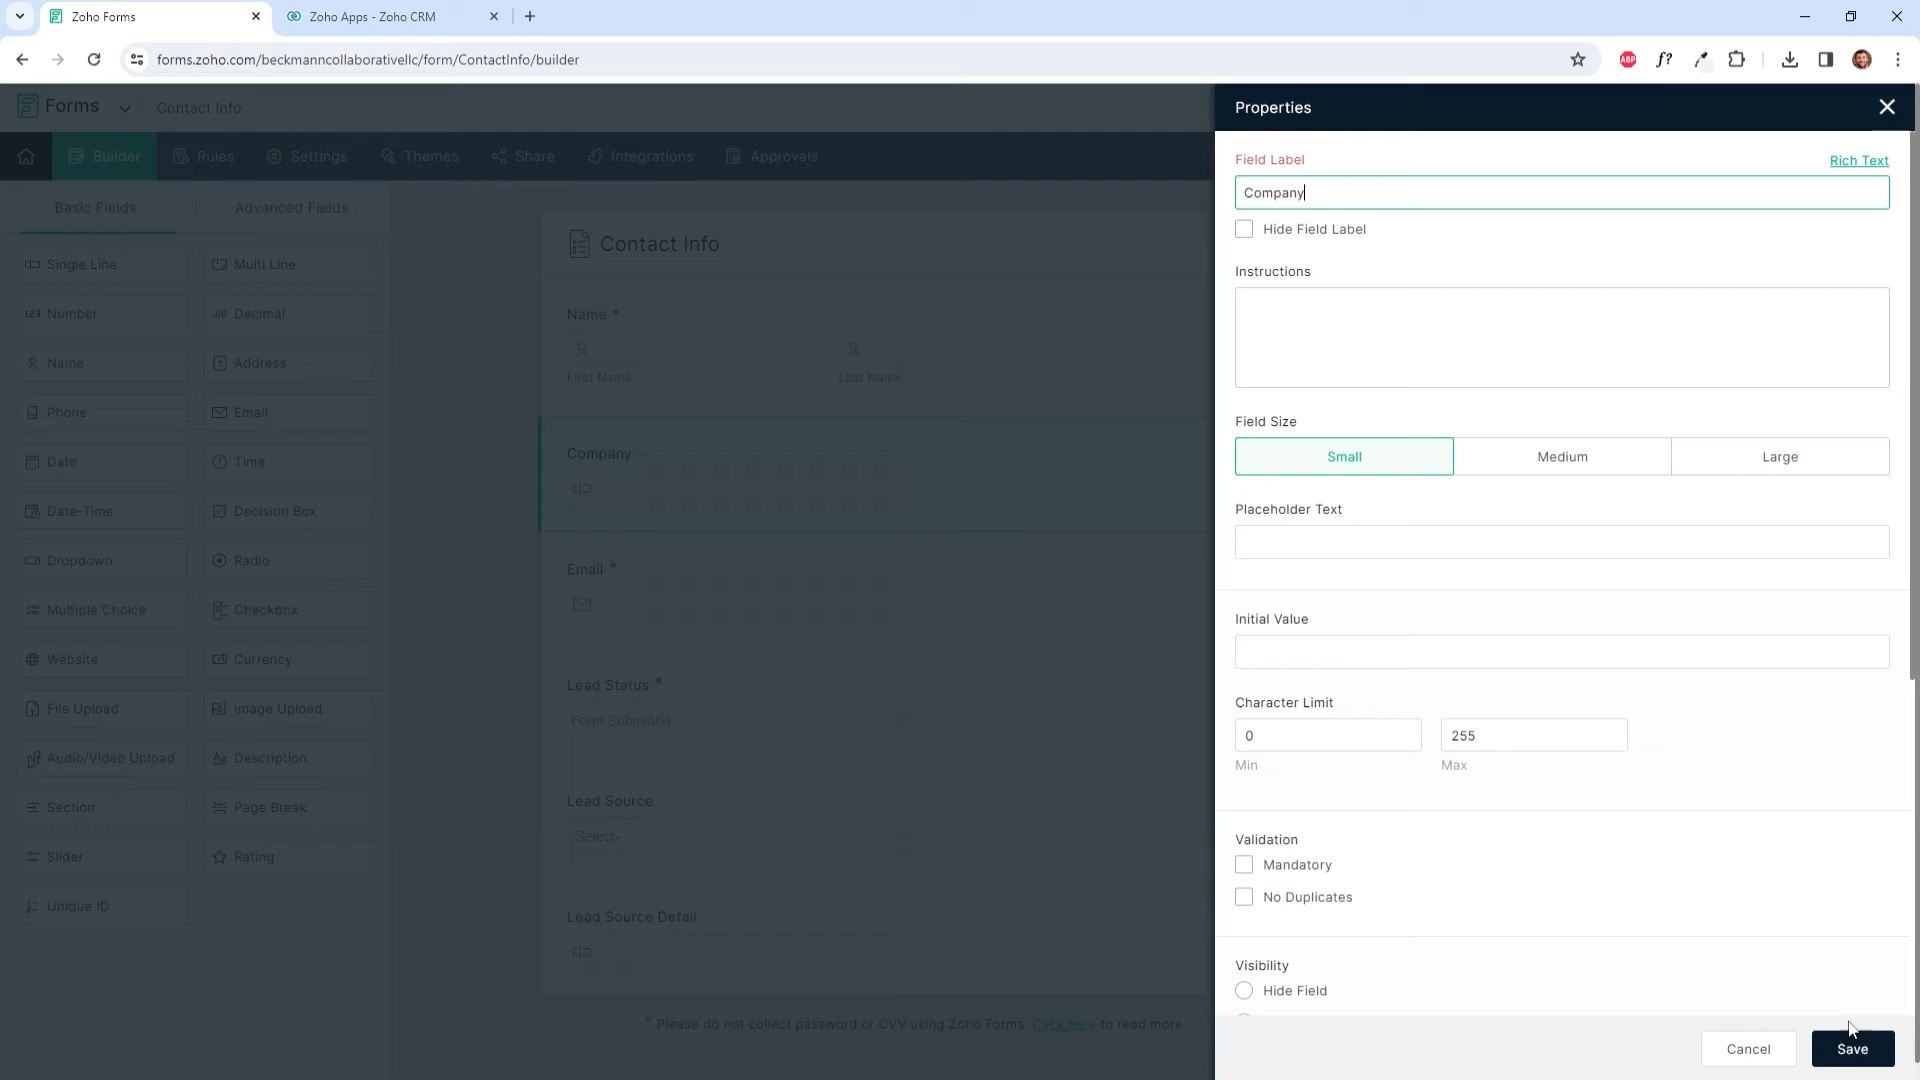 Zoho Forms
Zoho Apps - Zoho CRM
forms.zoho.com/beckmanncollaborativellc/form/ContactInfo/builder
ABP
f?
Forms
Contact Info
Properties
Builder
Rules
Settings
Themes
Share
Integrations
Approvals
Basic Fields
Advanced Fields
Single Line
Multi Line
123 Number
.00 Decimal
Name
Address
Phone
Email
Date
Time
Date-Time
Decision Box
Dropdown
Radio
Multiple Choice
Checkbox
Website
Currency
File Upload
Image Upload
Audio/Video Upload
Description
Section
Page Break
Slider
Rating
Unique ID
Contact Info
Name *
First Name
Last Name
Company
Email *
Lead Status *
Form Submitted
Lead Source
-Select-
Lead Source Detail
* Please do not collect password or CVV using Zoho Forms. Click here to read more.
Field Label
Rich Text
Company
Hide Field Label
Instructions
Field Size
Small
Medium
Large
Placeholder Text
Initial Value
Character Limit
0
255
Min
Max
Validation
Mandatory
No Duplicates
Visibility
Hide Field
Cancel
Save